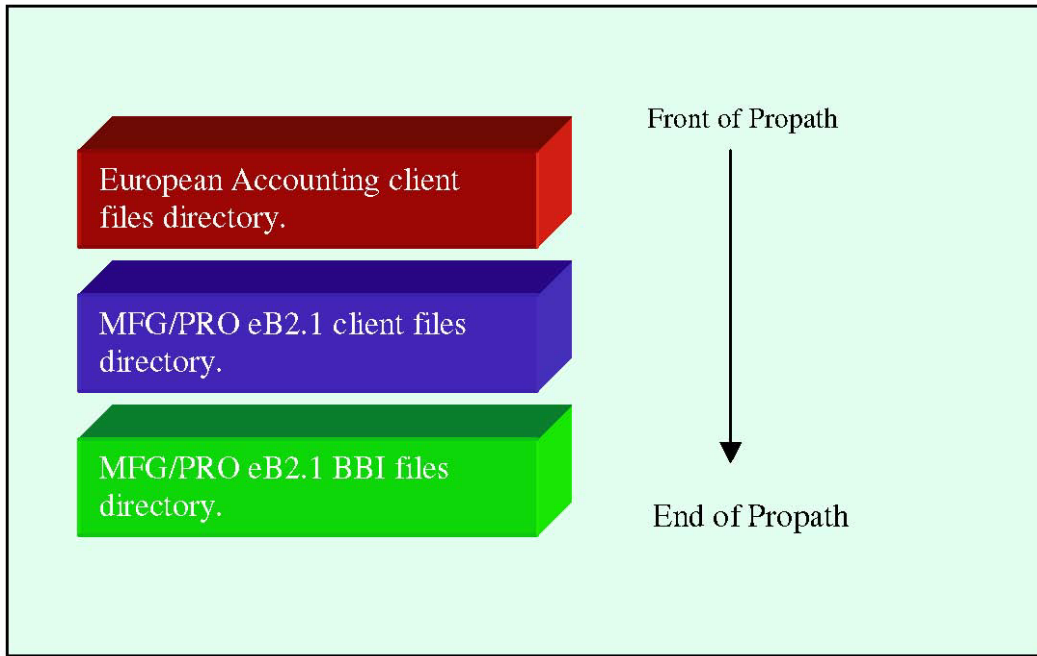 European Accounting client
files directory.
MFG/PRO eB2.1 client files
directory.
MFG/PRO eB2.1 BBI files
directory.
Front of Propath
End of Propath